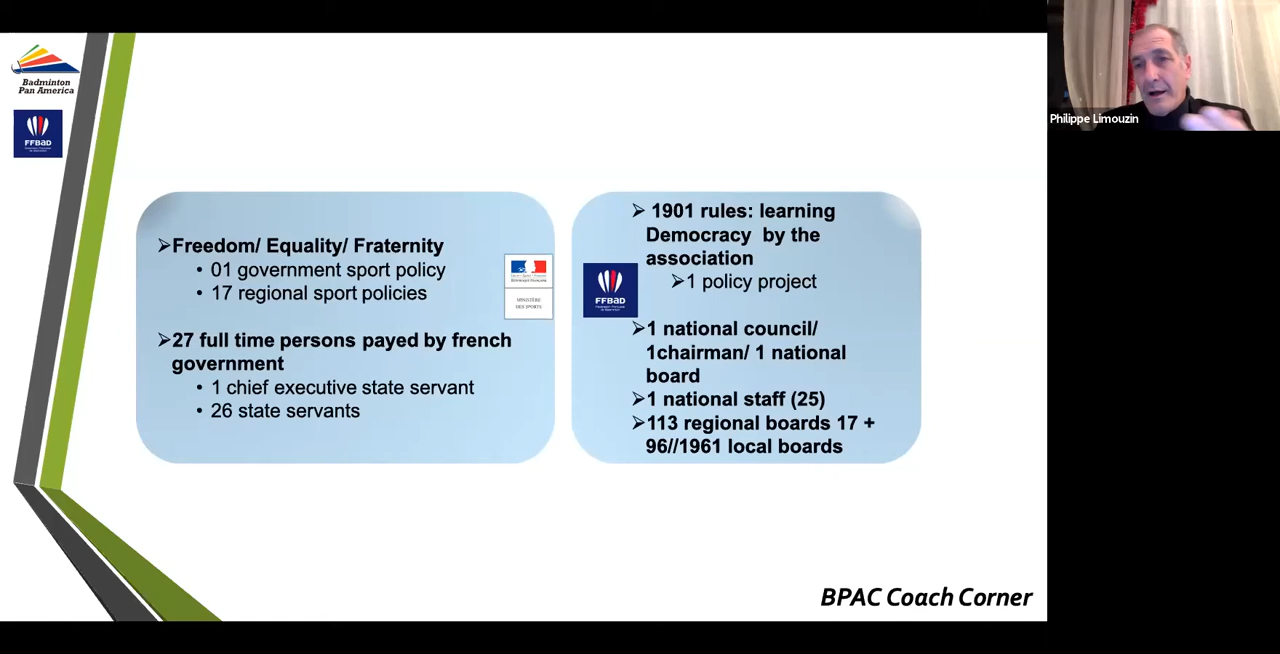 Badminton
Pan America
FFBaD
Philippe Limouzin
➢Freedom/ Equality/ Fraternity
• 01 government sport policy
• 17 regional sport policies
➢27 full time persons payed by french
government
• 1 chief executive state servant
• 26 state servants
MINISTÈRE
DES SPORTS
➢ 1901 rules: learning
Democracy by the
association
➢1 policy project
FFBaD
➢1 national council/
1chairman/ 1 national
board
➢1 national staff (25)
➢113 regional boards 17 +
96//1961 local boards
BPAC Coach Corner